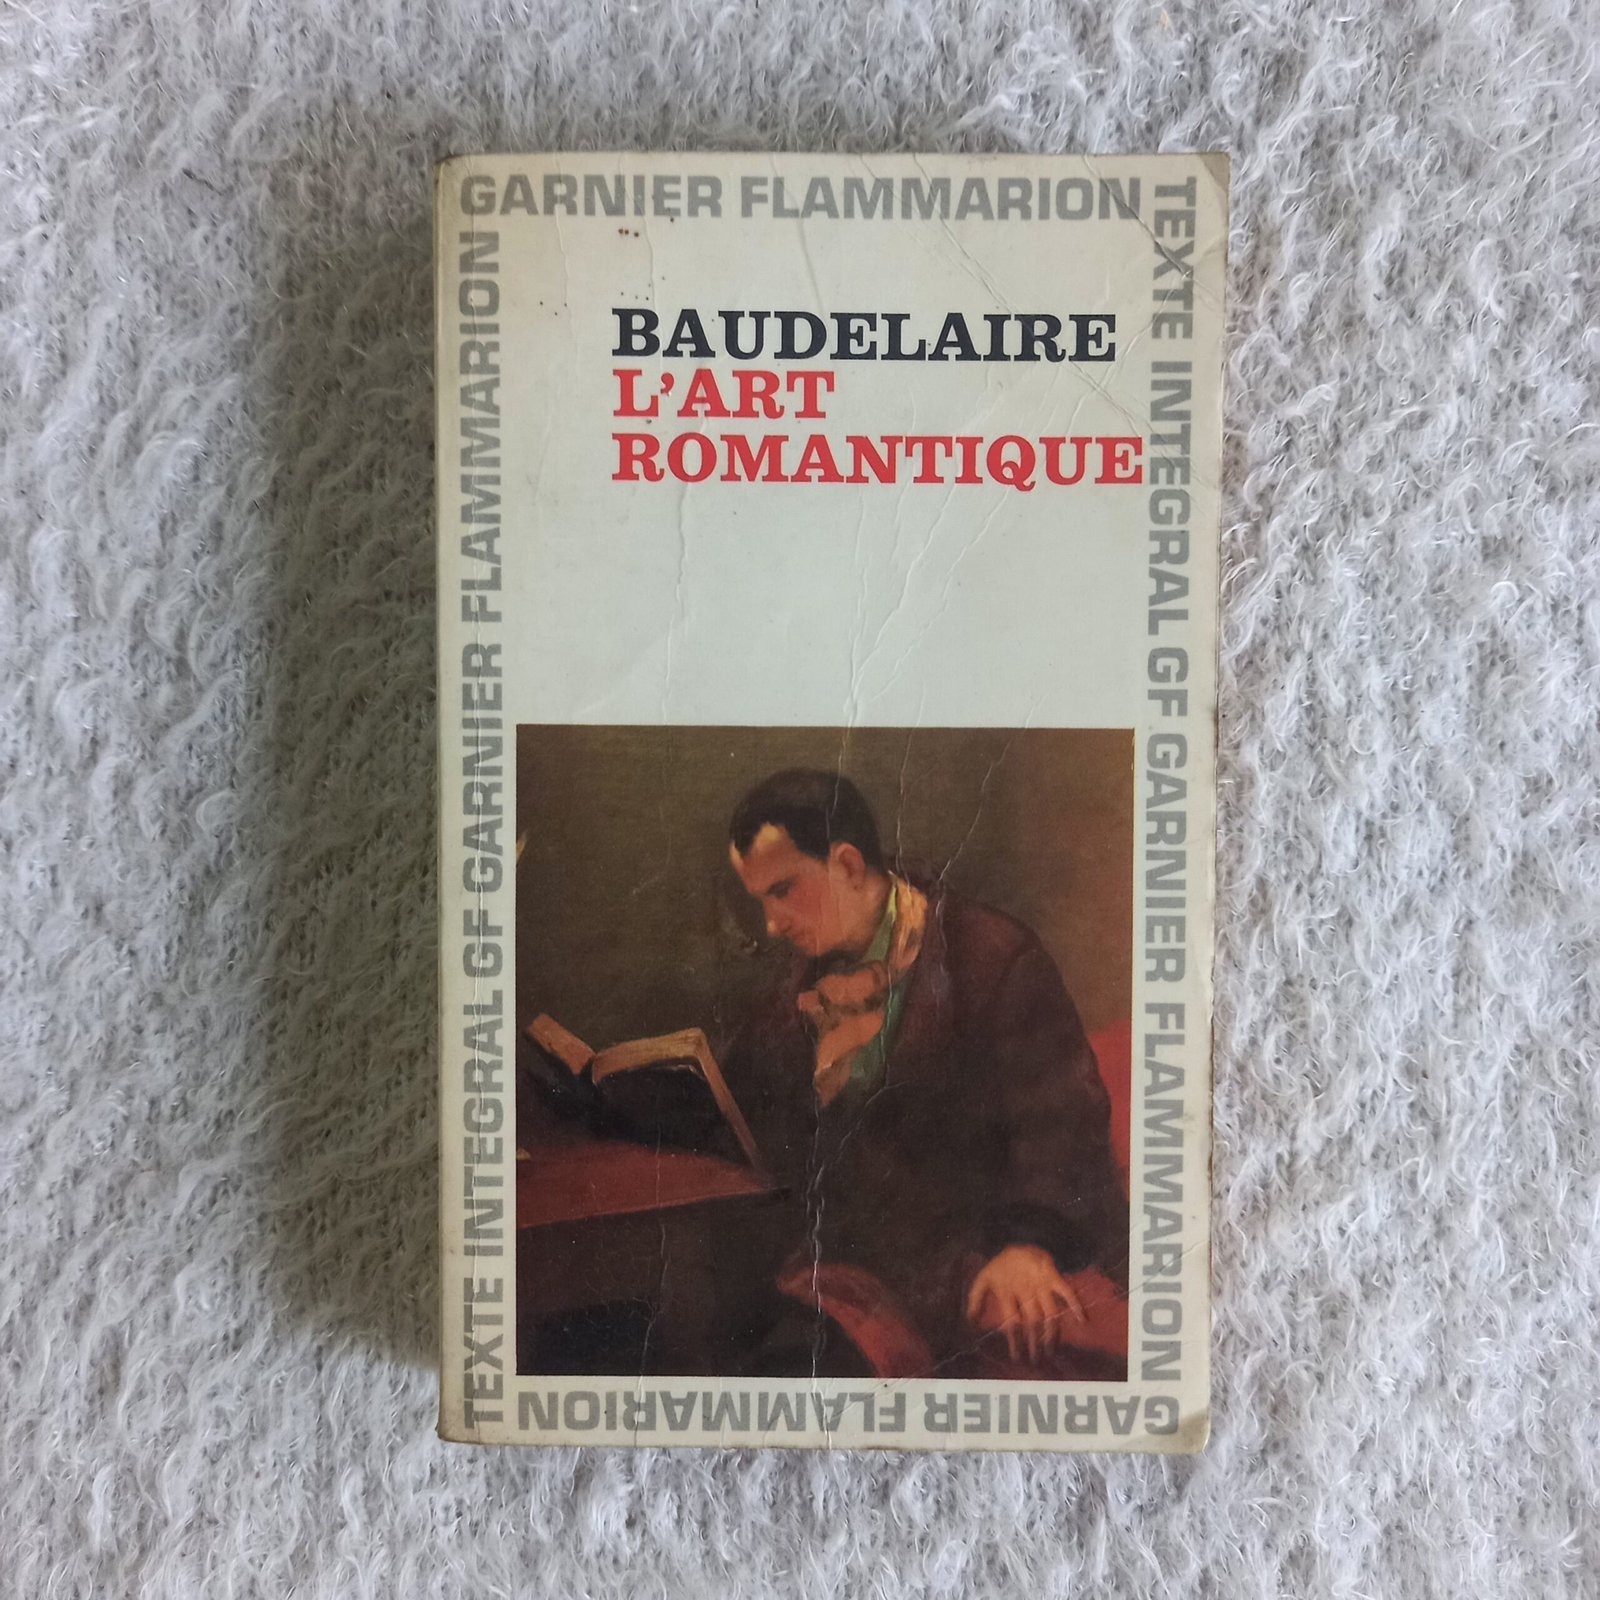 GARNIER FLAMMARION
TEXTE INTEGRAL GF GARNIER FLAMMARION
GARNIER FLAMMARION
TEXTE INTEGRAL GF GARNIER FLAMMARION
BAUDELAIRE
L'ART
ROMANTIQUE